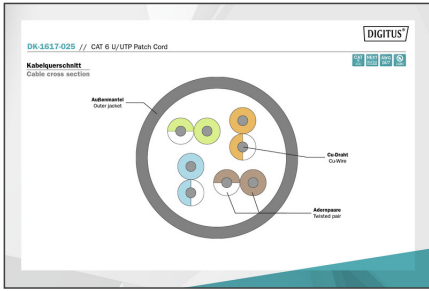 DIGITUS®
DK-1617-025 // CAT 6 U/UTP Patch Cord
Kabelquerschnitt
Cable cross section
Außenmantel
Outer jacket
Cu-Draht
Cu-Wire
Aderspaare
Twisted pair